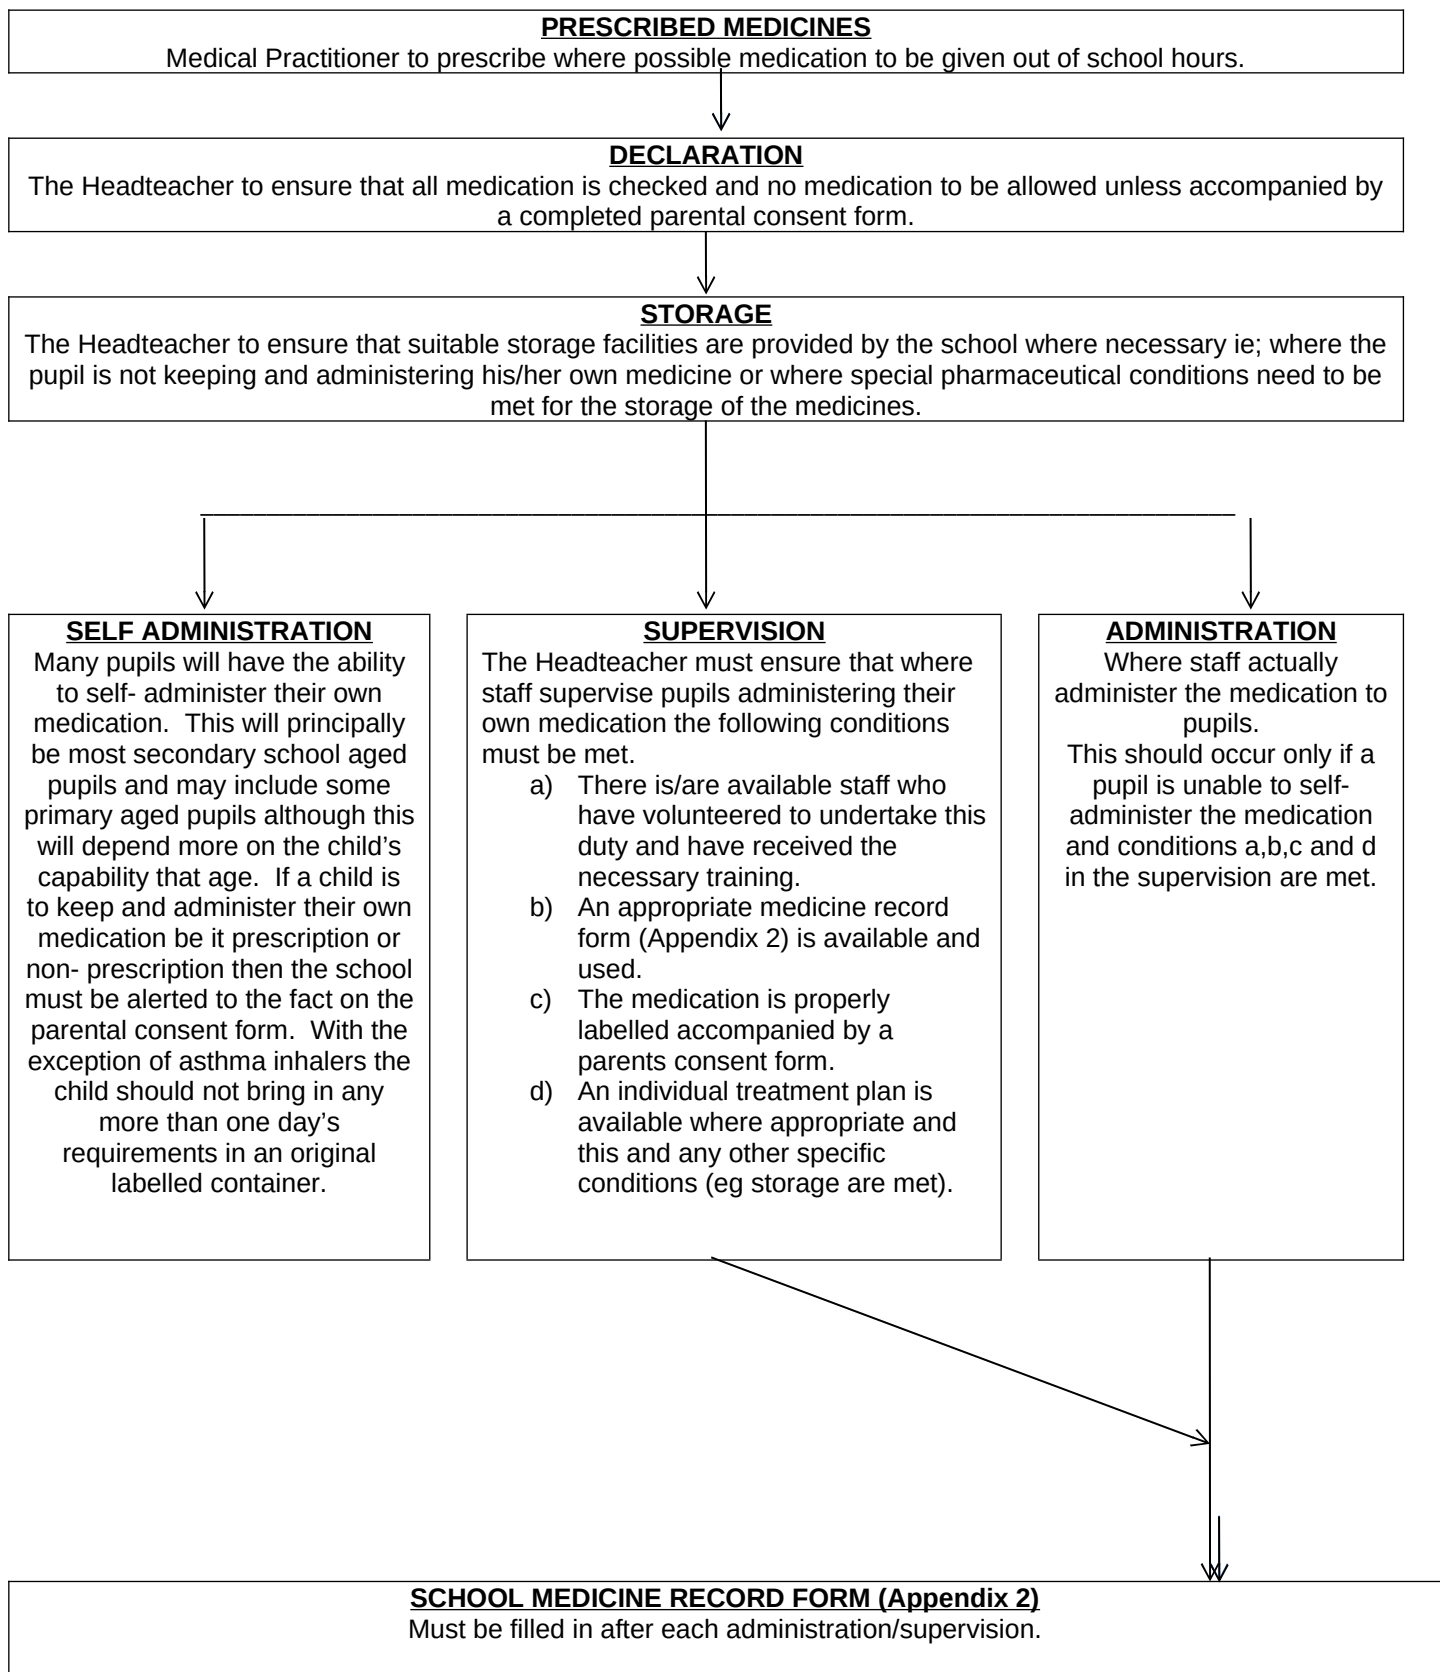 PRESCRIBED MEDICINES
Medical Practitioner to prescribe where possible medication to be given out of school hours.
DECLARATION
The Headteacher to ensure that all medication is checked and no medication to be allowed unless accompanied by
a completed parental consent form.
STORAGE
The Headteacher to ensure that suitable storage facilities are provided by the school where necessary ie; where the
pupil is not keeping and administering his/her own medicine or where special pharmaceutical conditions need to be
met for the storage of the medicines.
SELF ADMINISTRATION
Many pupils will have the ability
to self- administer their own
medication.  This will principally
be most secondary school aged
pupils and may include some
primary aged pupils although this
will depend more on the child’s
capability that age.  If a child is
to keep and administer their own
medication be it prescription or
non- prescription then the school
must be alerted to the fact on the
parental consent form.  With the
exception of asthma inhalers the
child should not bring in any
more than one day’s
requirements in an original
labelled container.
SUPERVISION
The Headteacher must ensure that where
staff supervise pupils administering their
own medication the following conditions
must be met.
a) There is/are available staff who
have volunteered to undertake this
duty and have received the
necessary training.
b) An appropriate medicine record
form (Appendix 2) is available and
used.
c) The medication is properly
labelled accompanied by a
parents consent form.
d) An individual treatment plan is
available where appropriate and
this and any other specific
conditions (eg storage are met).
ADMINISTRATION
Where staff actually
administer the medication to
pupils.
This should occur only if a
pupil is unable to self-
administer the medication
and conditions a,b,c and d
in the supervision are met.
SCHOOL MEDICINE RECORD FORM (Appendix 2)
Must be filled in after each administration/supervision.